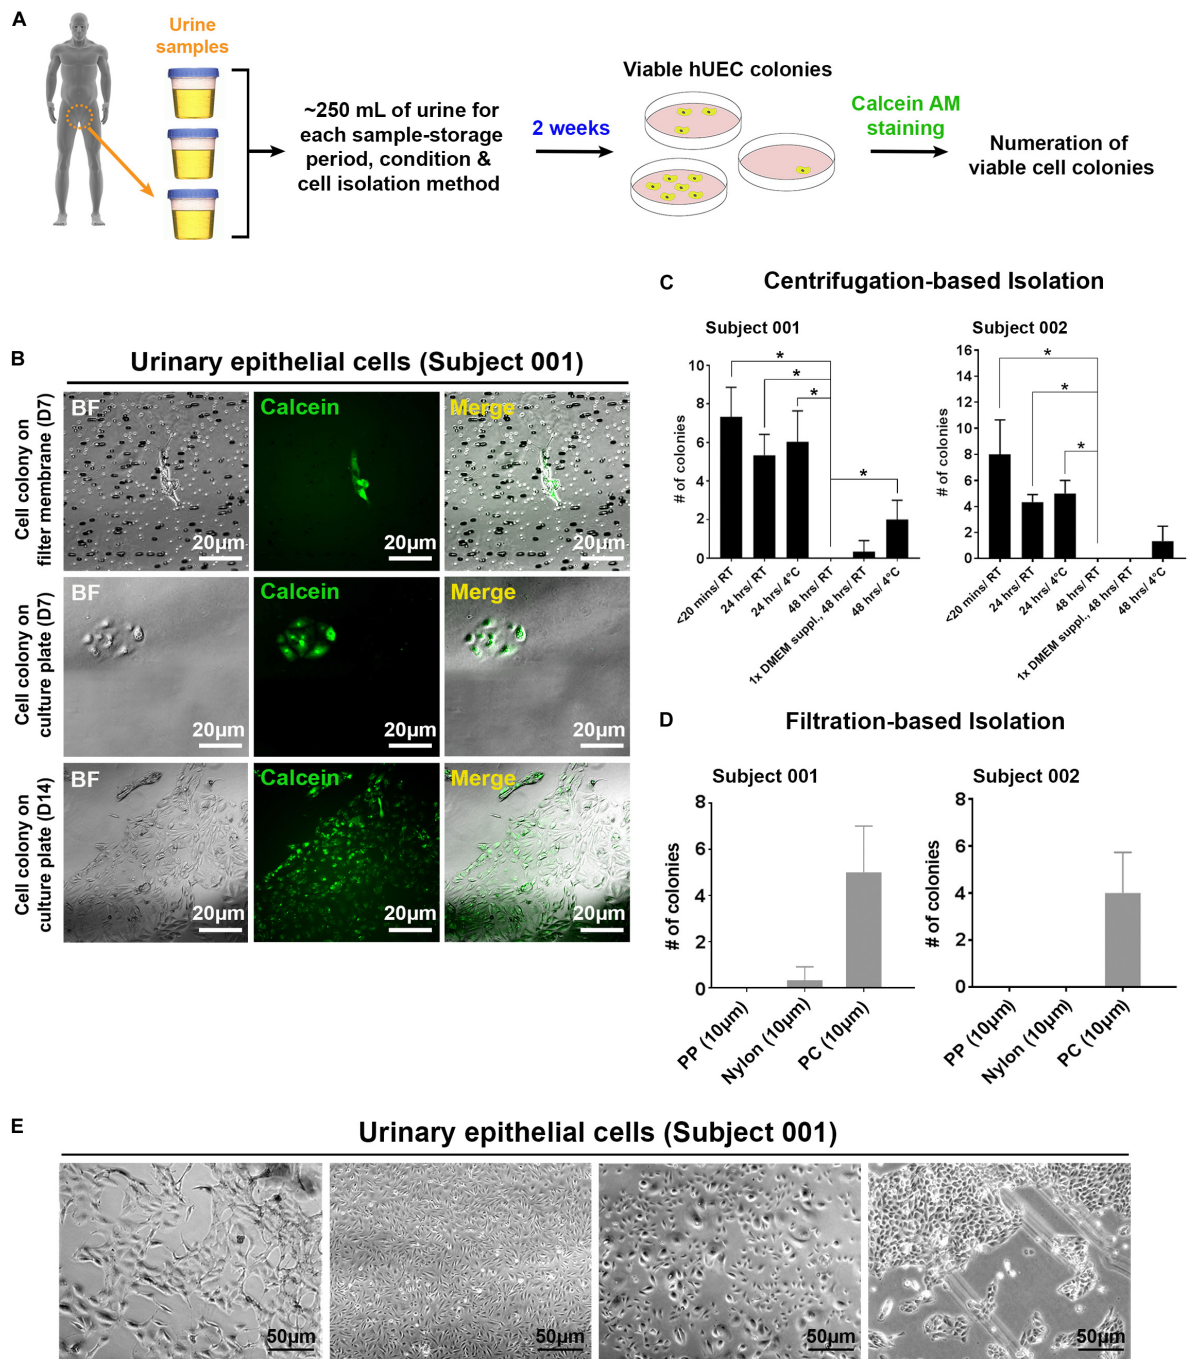 A
Urine
samples
~250 mL of urine for
each sample-storage
period, condition &
cell isolation method
2 weeks
Viable hUEC colonies
Calcein AM
staining
Numeration of
viable cell colonies
B
Urinary epithelial cells (Subject 001)
Cell colony on
filter membrane (D7)
BF
20µm
Calcein
20µm
Merge
20µm
Cell colony on
culture plate (D7)
BF
20µm
Calcein
20µm
Merge
20µm
Cell colony on
culture plate (D14)
BF
20µm
Calcein
20µm
Merge
20µm
C
Centrifugation-based Isolation
Subject 001
# of colonies
10
8
6
4
2
0
*
*
*
*
<20 mins/ RT
24 hrs/ RT
24 hrs/ 4°C
48 hrs/ RT
1x DMEM suppl., 48 hrs/ RT
48 hrs/ 4°C
Subject 002
# of colonies
16
14
12
10
8
6
4
2
0
*
*
*
<20 mins/ RT
24 hrs/ RT
24 hrs/ 4°C
48 hrs/ RT
1x DMEM suppl., 48 hrs/ RT
48 hrs/ 4°C
D
Filtration-based Isolation
Subject 001
# of colonies
8
6
4
2
0
PP (10µm)
Nylon (10µm)
PC (10µm)
Subject 002
# of colonies
8
6
4
2
0
PP (10µm)
Nylon (10µm)
PC (10µm)
E
Urinary epithelial cells (Subject 001)
50µm
50µm
50µm
50µm